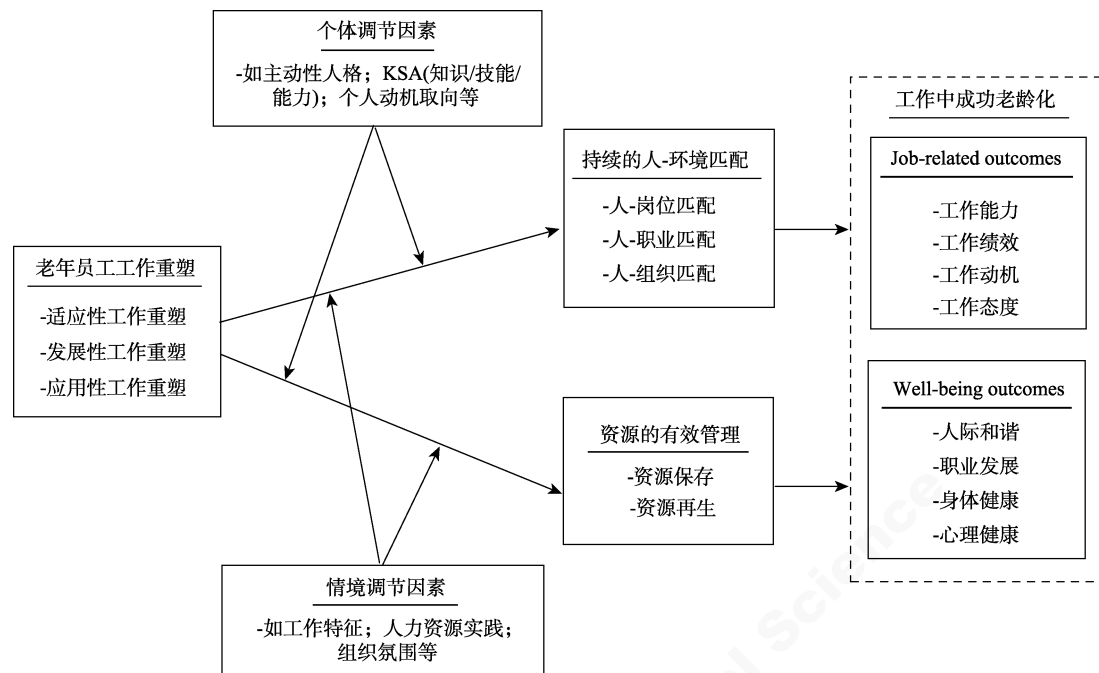 个体调节因素
-如主动性人格；KSA(知识/技能/
能力)；个人动机取向等
老年员工工作重塑
-适应性工作重塑
-发展性工作重塑
-应用性工作重塑
情境调节因素
-如工作特征；人力资源实践；
组织氛围等
持续的人-环境匹配
-人-岗位匹配
-人-职业匹配
-人-组织匹配
资源的有效管理
-资源保存
-资源再生
工作中成功老龄化
Job-related outcomes
-工作能力
-工作绩效
-工作动机
-工作态度
Well-being outcomes
-人际和谐
-职业发展
-身体健康
-心理健康
Science